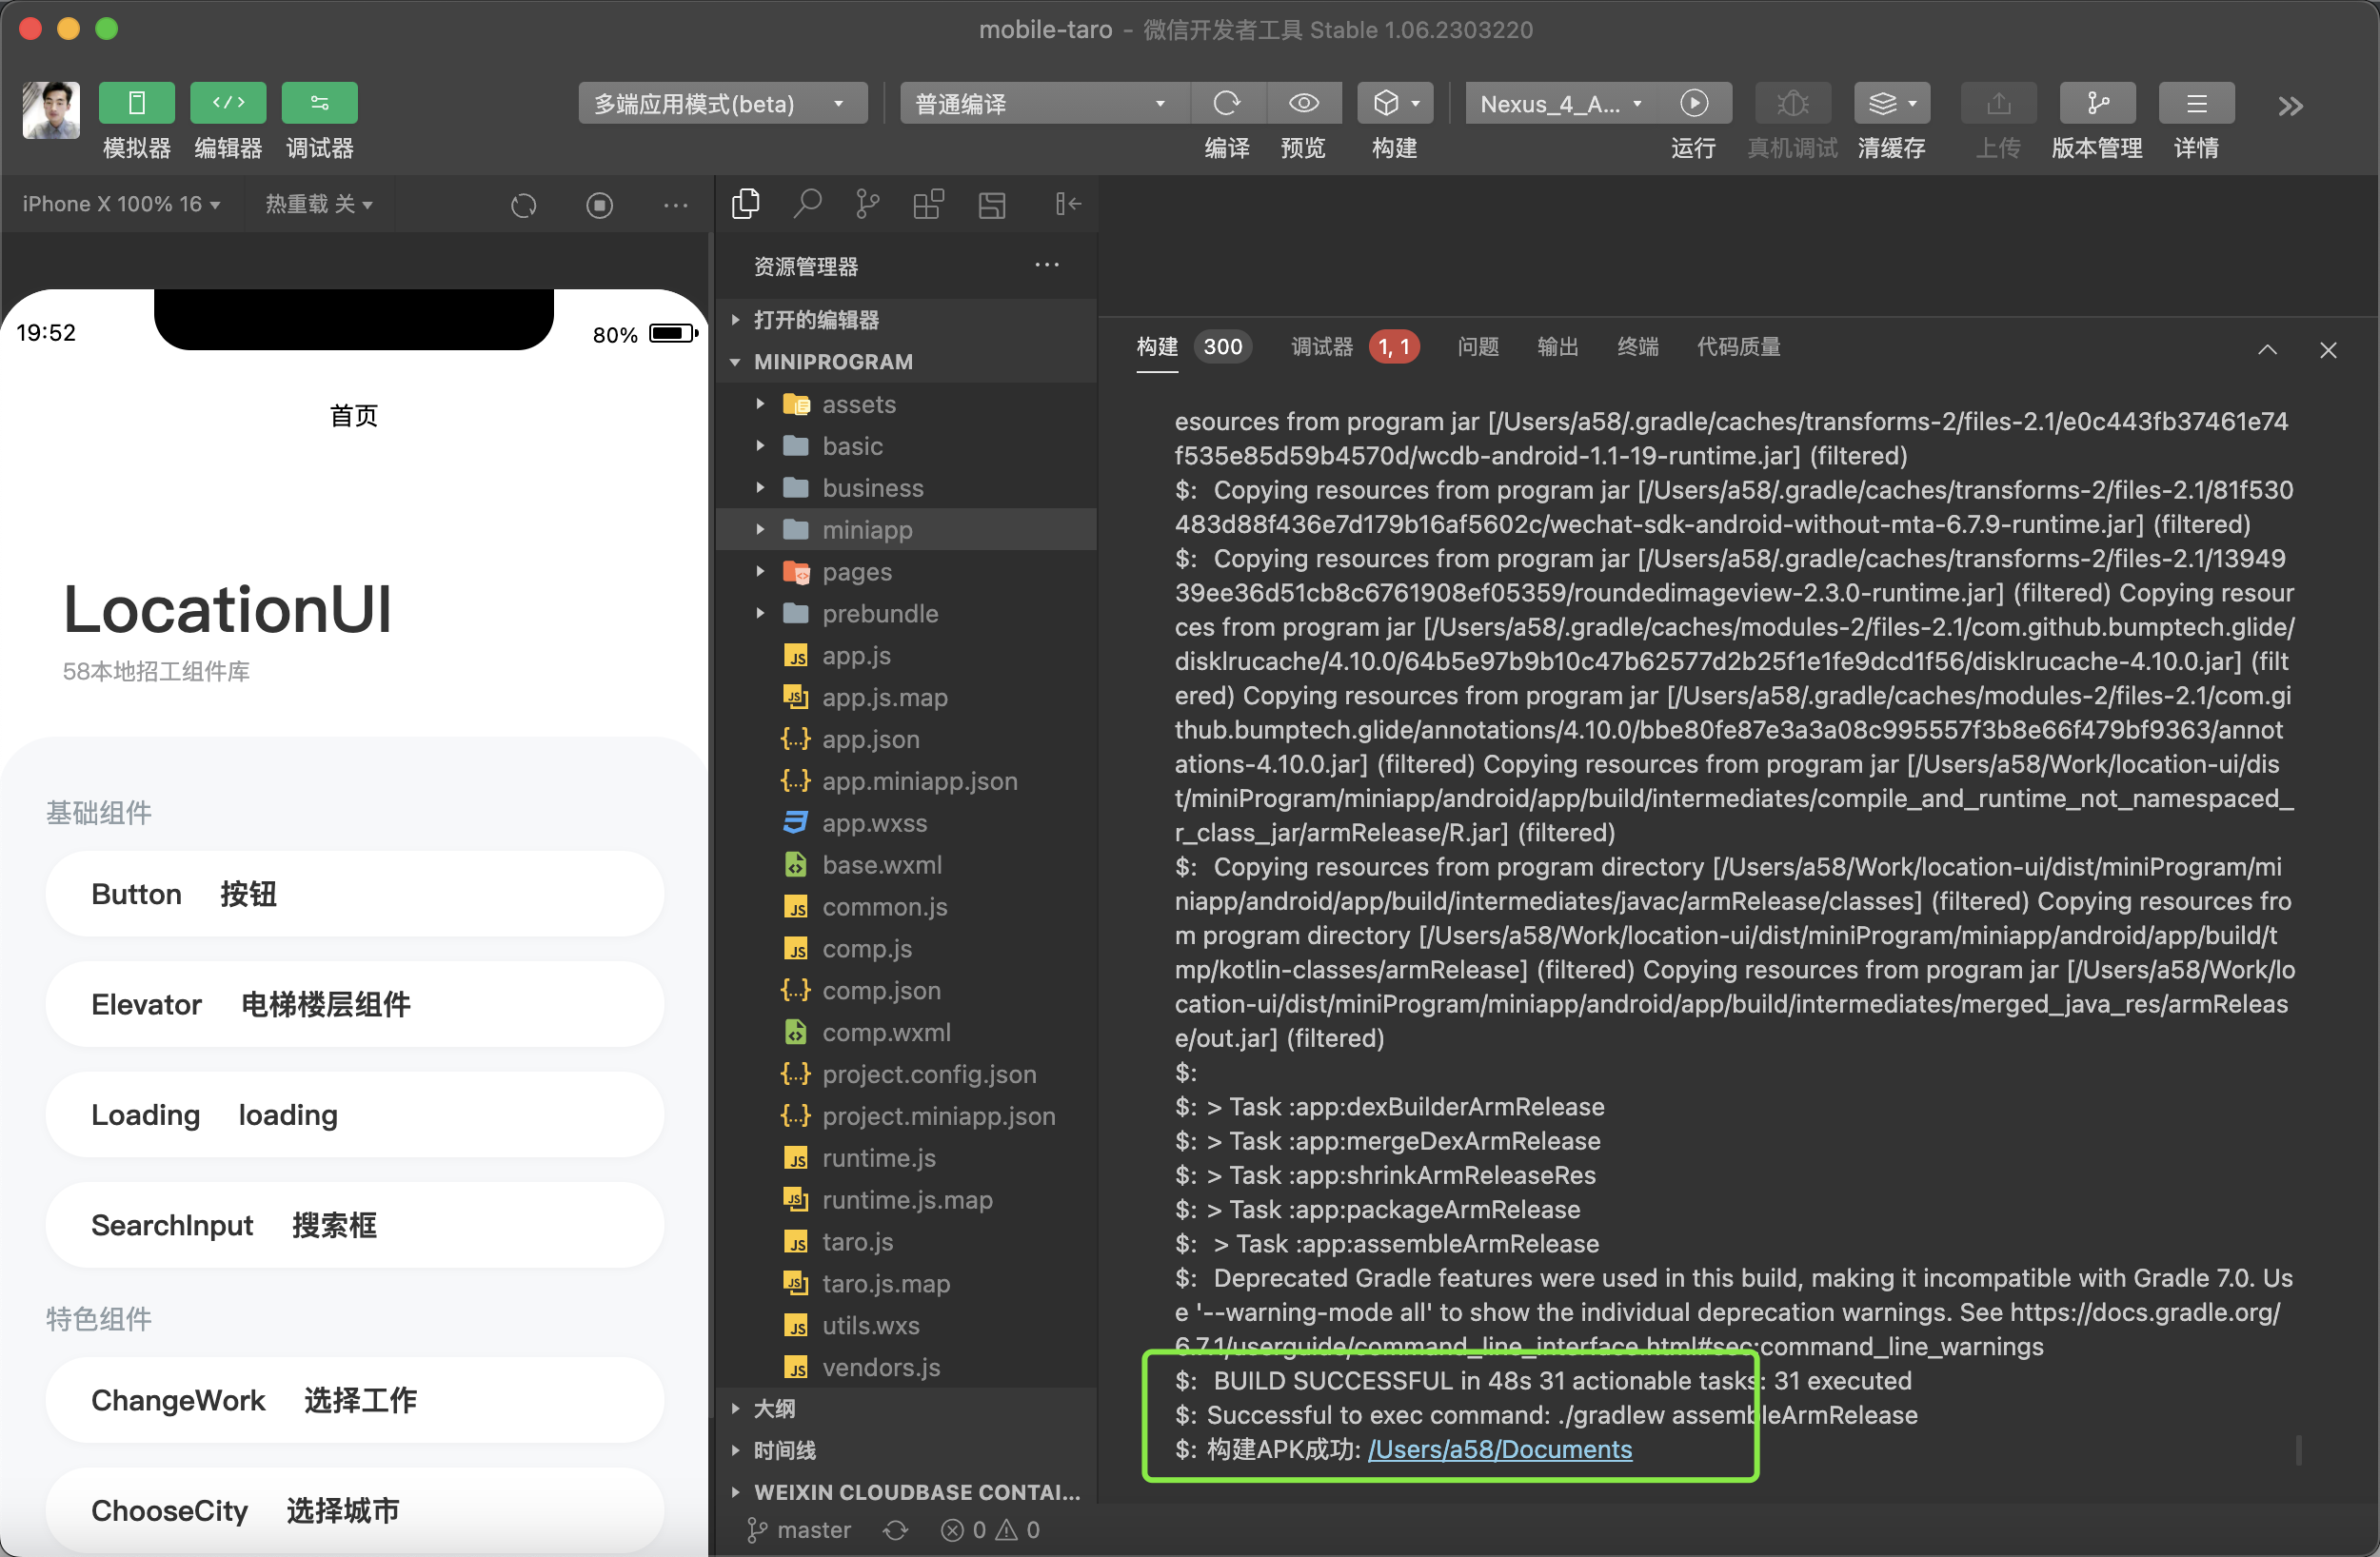 mobile-taro - 微信开发者工具 Stable 1.06.2303220
多端应用模式(beta)
普通编译
Nexus_4_A...
模拟器
编辑器
调试器
编译
预览
构建
运行
真机调试
清缓存
上传
版本管理
详情
iPhone X 100% 16
热重载 关
19:52
80%
首页
LocationUI
58本地招工组件库
基础组件
Button 按钮
Elevator 电梯楼层组件
Loading loading
SearchInput 搜索框
特色组件
ChangeWork 选择工作
ChooseCity 选择城市
资源管理器
打开的编辑器
MINIPROGRAM
assets
basic
business
miniapp
pages
prebundle
app.js
app.js.map
app.json
app.miniapp.json
app.wxss
base.wxml
common.js
comp.js
comp.json
comp.wxml
project.config.json
project.miniapp.json
runtime.js
runtime.js.map
taro.js
taro.js.map
utils.wxs
vendors.js
大纲
时间线
WEIXIN CLOUDBASE CONTAI...
master
0
0
构建 300 调试器 1, 1 问题 输出 终端 代码质量
esources from program jar [/Users/a58/.gradle/caches/transforms-2/files-2.1/e0c443fb37461e74
f535e85d59b4570d/wcdb-android-1.1-19-runtime.jar] (filtered)
$: Copying resources from program jar [/Users/a58/.gradle/caches/transforms-2/files-2.1/81f530
483d88f436e7d179b16af5602c/wechat-sdk-android-without-mta-6.7.9-runtime.jar] (filtered)
$: Copying resources from program jar [/Users/a58/.gradle/caches/transforms-2/files-2.1/13949
39ee36d51cb8c6761908ef05359/roundedimageview-2.3.0-runtime.jar] (filtered) Copying resour
ces from program jar [/Users/a58/.gradle/caches/modules-2/files-2.1/com.github.bumptech.glide/
disklrucache/4.10.0/64b5e97b9b10c47b62577d2b25f1e1fe9dcd1f56/disklrucache-4.10.0.jar] (filt
ered) Copying resources from program jar [/Users/a58/.gradle/caches/modules-2/files-2.1/com.gi
thub.bumptech.glide/annotations/4.10.0/bbe80fe87e3a3a08c995557f3b8e66f479bf9363/annot
ations-4.10.0.jar] (filtered) Copying resources from program jar [/Users/a58/Work/location-ui/dis
t/miniProgram/miniapp/android/app/build/intermediates/compile_and_runtime_not_namespaced_
r_class_jar/armRelease/R.jar] (filtered)
$: Copying resources from program directory [/Users/a58/Work/location-ui/dist/miniProgram/mi
niapp/android/app/build/intermediates/javac/armRelease/classes] (filtered) Copying resources fro
m program directory [/Users/a58/Work/location-ui/dist/miniProgram/miniapp/android/app/build/t
mp/kotlin-classes/armRelease] (filtered) Copying resources from program jar [/Users/a58/Work/lo
cation-ui/dist/miniProgram/miniapp/android/app/build/intermediates/merged_java_res/armReleas
e/out.jar] (filtered)
$:
$: > Task :app:dexBuilderArmRelease
$: > Task :app:mergeDexArmRelease
$: > Task :app:shrinkArmReleaseRes
$: > Task :app:packageArmRelease
$: > Task :app:assembleArmRelease
$: Deprecated Gradle features were used in this build, making it incompatible with Gradle 7.0. Us
e '--warning-mode all' to show the individual deprecation warnings. See https://docs.gradle.org/
6.7.1/userguide/command_line_interface.html#sec:command_line_warnings
$: BUILD SUCCESSFUL in 48s 31 actionable tasks: 31 executed
$: Successful to exec command: ./gradlew assembleArmRelease
$: 构建APK成功: /Users/a58/Documents